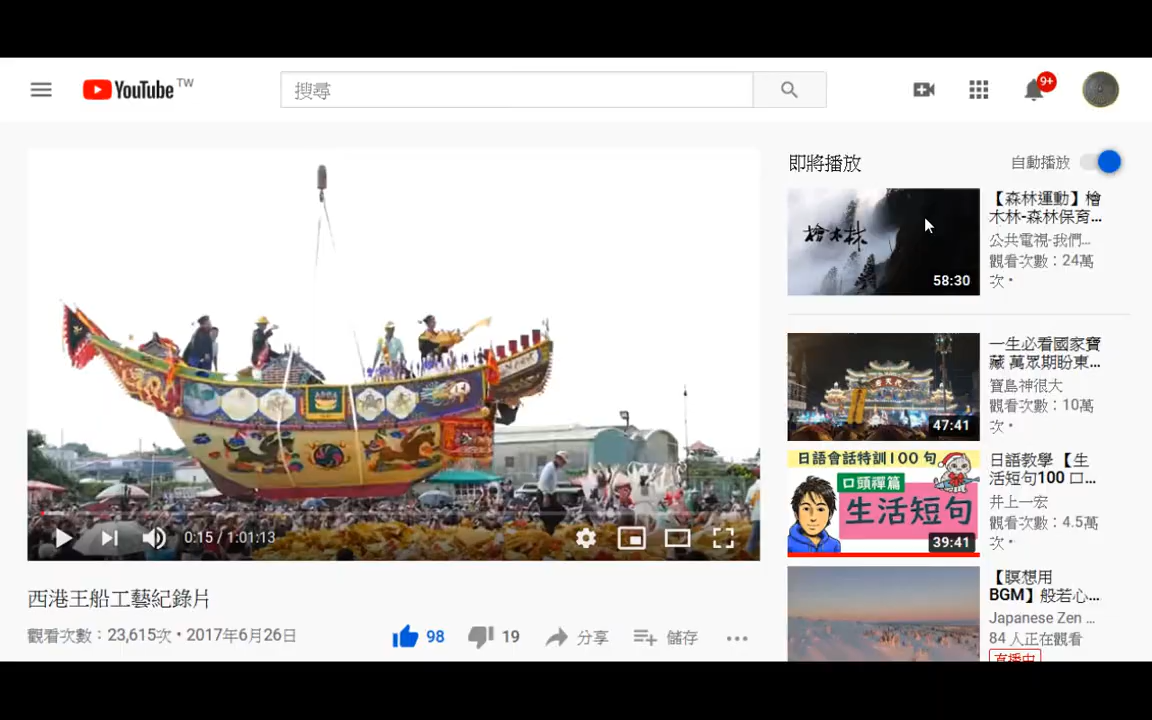 YouTube TW
搜尋
9+
0:15 / 1:01:13
西港王船工藝紀錄片
觀看次數：23,615次 • 2017年6月26日
98
19
分享
儲存
即將播放
自動播放
檜木林
58:30
【森林運動】檜
木林-森林保育...
公共電視-我們...
觀看次數：24萬
次 •
47:41
一生必看國家寶
藏 萬眾期盼東...
寶島神很大
觀看次數：10萬
次 •
日語會話特訓100句
口頭禪篇
生活短句
39:41
日語教學【生
活短句100 口...
井上一宏
觀看次數：4.5萬
次 •
【瞑想用
BGM】般若心...
Japanese Zen ...
84 人正在觀看
直播中